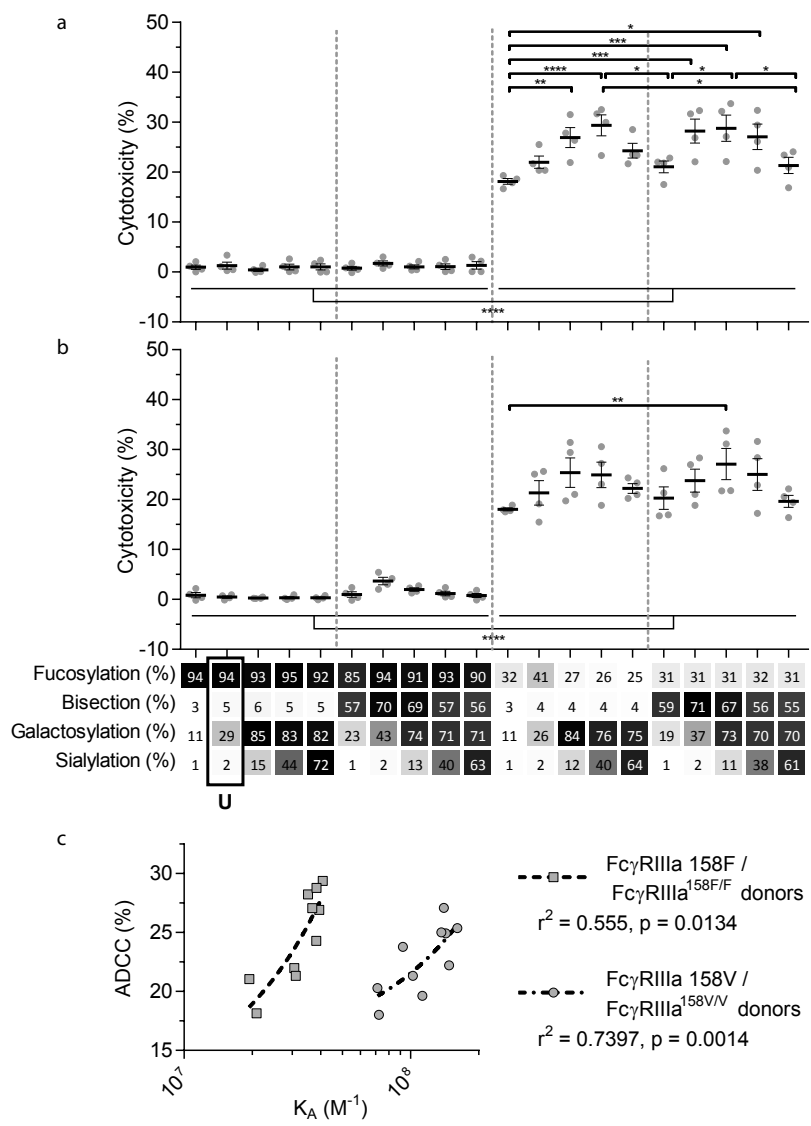 a
50
40
30
20
10
0
-10
Cytotoxicity (%)
*
***
***
**** * * *
** *
****
b
50
40
30
20
10
0
-10
Cytotoxicity (%)
**
****
Fucosylation (%) 94 94 93 95 92 85 94 91 93 90 32 41 27 26 25 31 31 31 32 31
Bisection (%) 3 5 6 5 5 57 70 69 57 56 3 4 4 4 4 59 71 67 56 55
Galactosylation (%) 11 29 85 83 82 23 43 74 71 71 11 26 84 76 75 19 37 73 70 70
Sialylation (%) 1 2 15 44 72 1 2 13 40 63 1 2 12 40 64 1 2 11 38 61
U
c
30
25
20
15
ADCC (%)
10⁷ 10⁸
K_A (M⁻¹)
FcγRIIIa 158F /
FcγRIIIa^158F/F donors
r² = 0.555, p = 0.0134
FcγRIIIa 158V /
FcγRIIIa^158V/V donors
r² = 0.7397, p = 0.0014